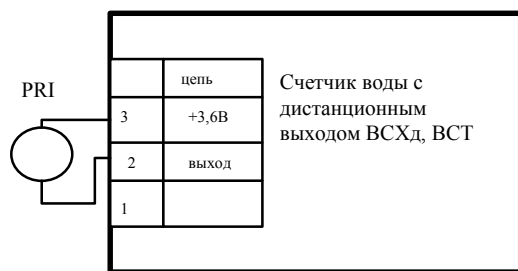 PRI
цепь
3 +3,6В
2 выход
1
Счетчик воды с
дистанционным
выходом ВСХд, ВСТ